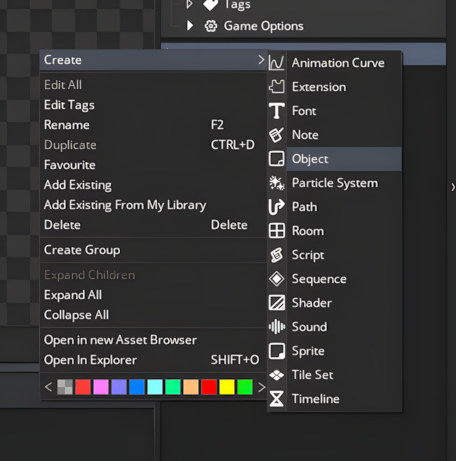 Tags
Game Options
Create
Edit All
Edit Tags
Rename F2
Duplicate CTRL+D
Favourite
Add Existing
Add Existing From My Library
Delete Delete
Create Group
Expand Children
Expand All
Collapse All
Open in new Asset Browser
Open In Explorer SHIFT+O
Animation Curve
Extension
Font
Note
Object
Particle System
Path
Room
Script
Sequence
Shader
Sound
Sprite
Tile Set
Timeline